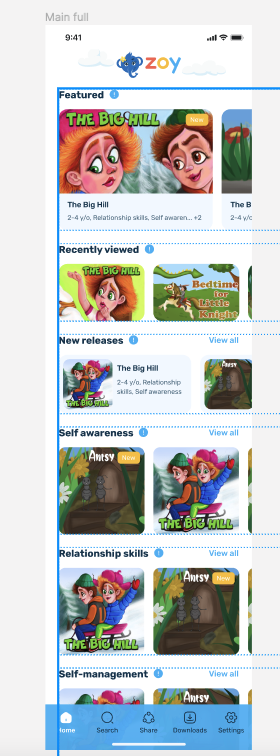 Main full
9:41
zoy
Featured
THE BIG HILL
New
The Big Hill
The B
2-4 y/o, Relationship skills, Self awaren... +2
2-4 y/o
Recently viewed
THE BIG HILL
Bedtime
for
Little
Knight
New releases
View all
The Big Hill
2-4 y/o, Relationship
skills, Self awareness
THE BIG HILL
Antsy
Self awareness
View all
Antsy
New
THE BIG HILL
Relationship skills
View all
THE BIG HILL
Antsy
New
Self-management
View all
Antsy
Home
Search
Share
Downloads
Settings